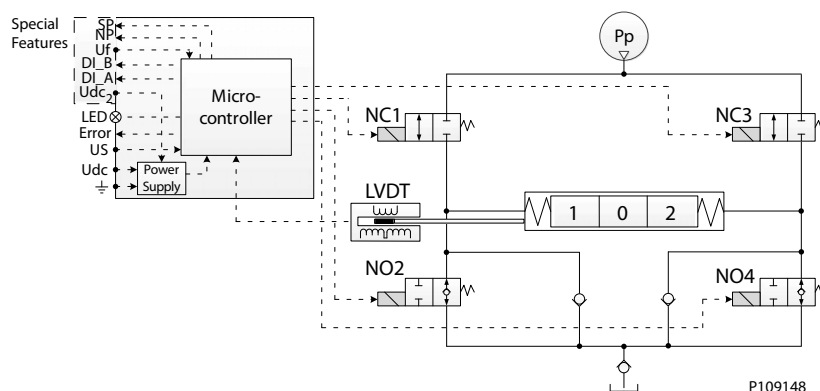 Special
Features
SP
NP
Uf
DI_B
DI_A
Udc2
LED
Error
US
Udc
Micro-
controller
Power
Supply
LVDT
Pp
NC1
NC3
1 0 2
NO2
NO4
P109148